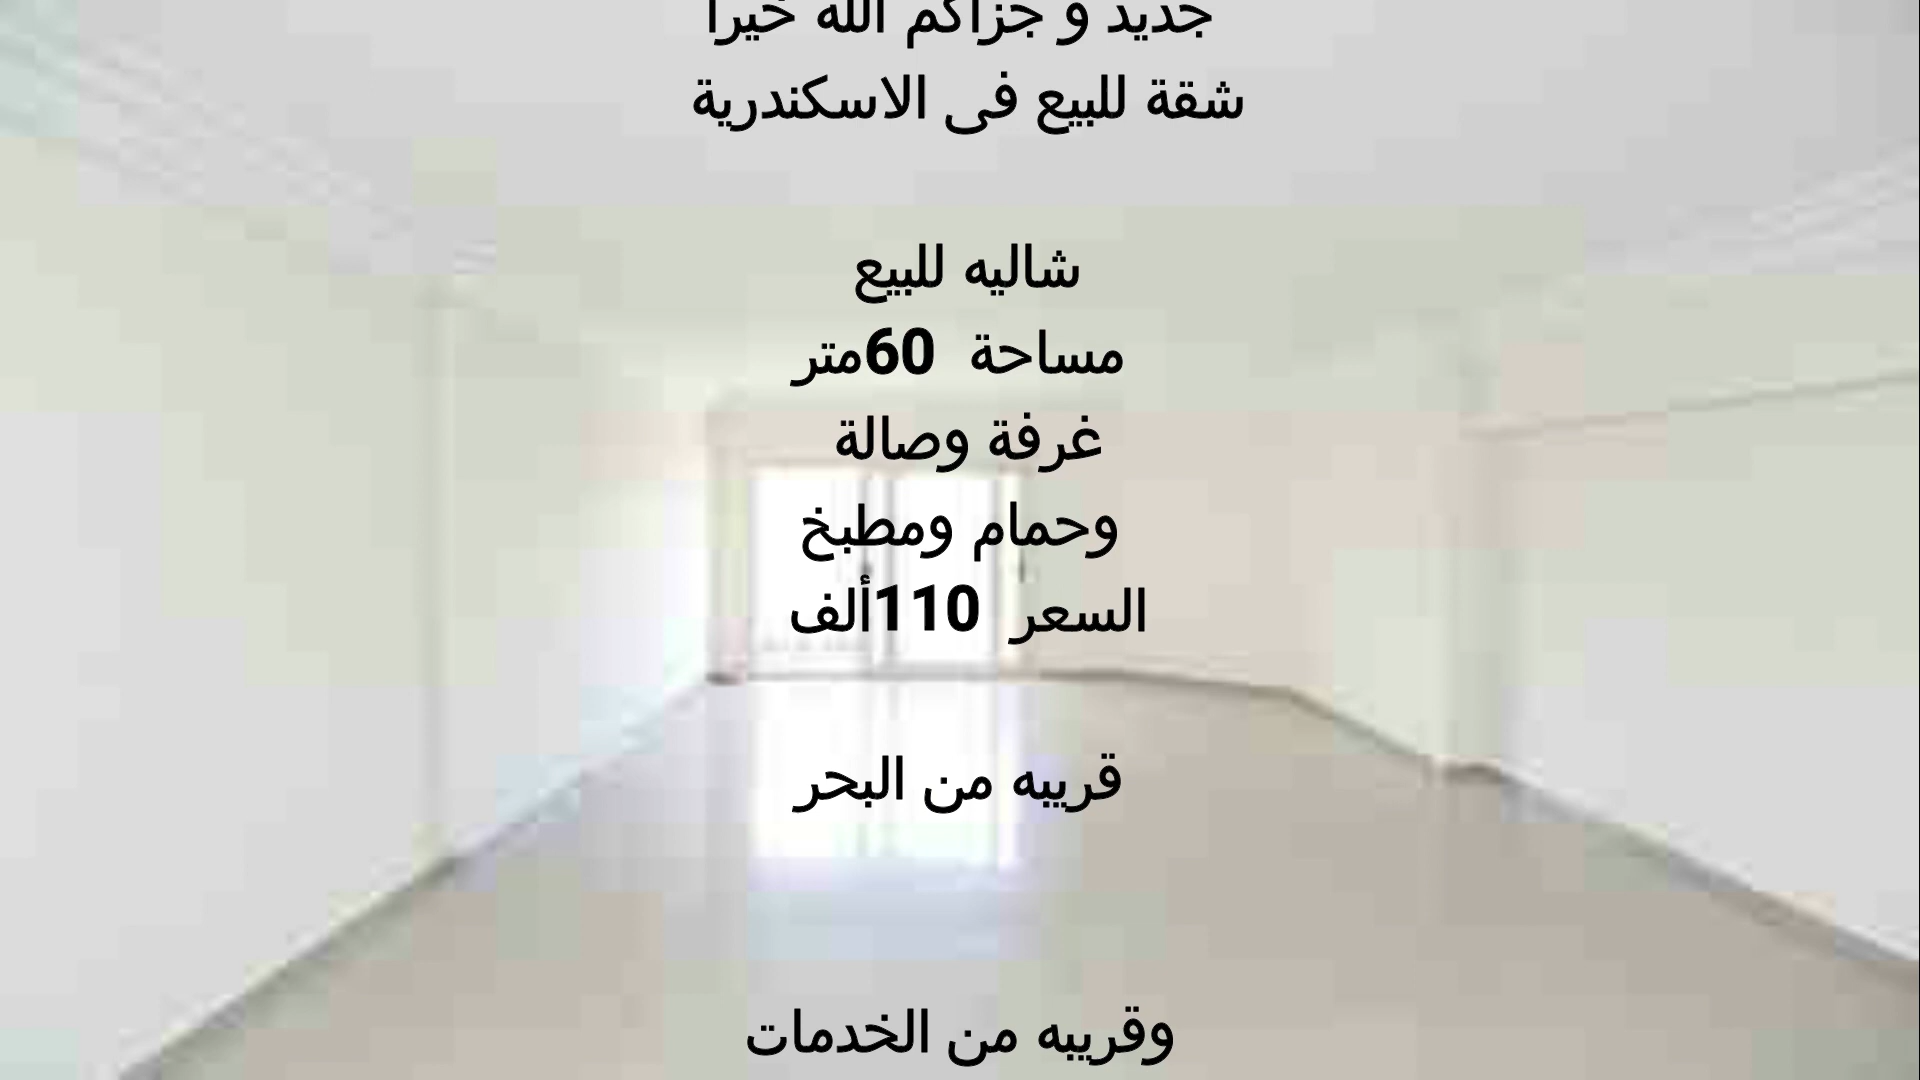 جديد و جزاكم الله خيرا
شقة للبيع فى الاسكندرية
شاليه للبيع
مساحة 60متر
غرفة وصالة
وحمام ومطبخ
السعر 110ألف
قريبه من البحر
وقريبه من الخدمات